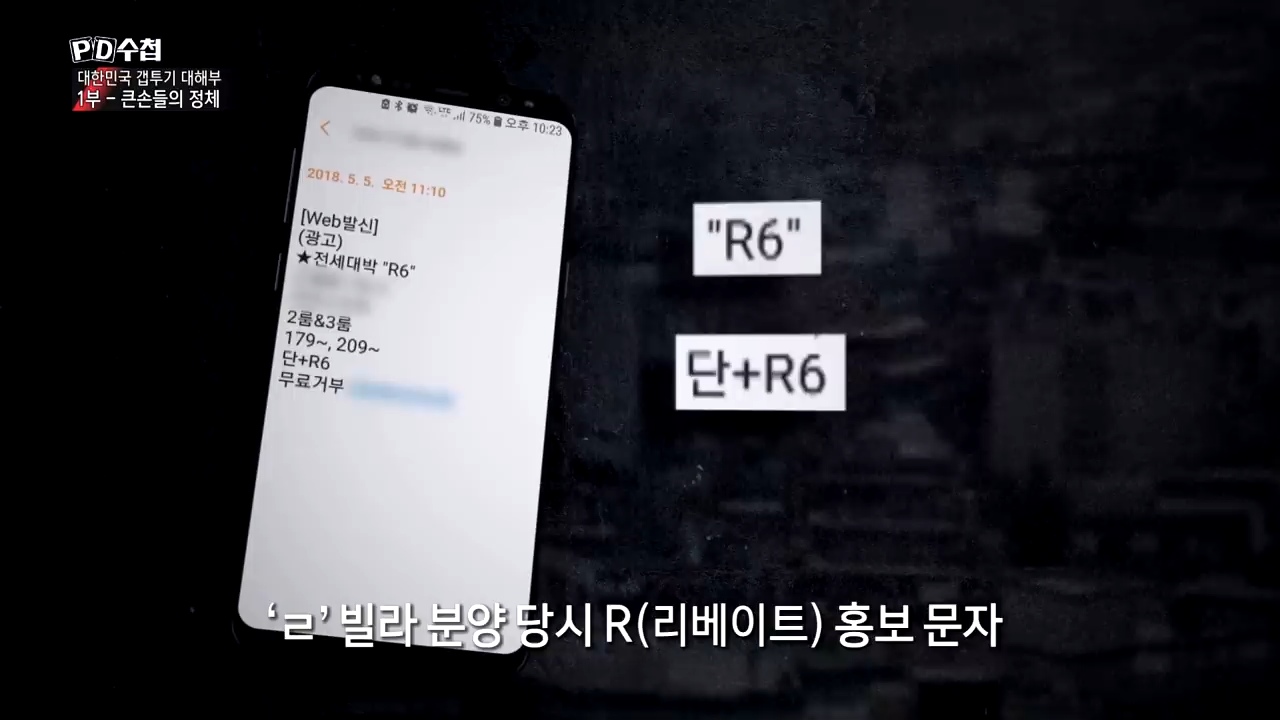 PD수첩
대한민국 갭투기 대해부
1부 - 큰손들의 정체
LTE 75% 오후 10:23
2018. 5. 5. 오전 11:10
[Web발신]
(광고)
★전세대박 "R6"
2룸&3룸
179~, 209~
단+R6
무료거부
"R6"
단+R6
‘ㄹ’ 빌라 분양 당시 R(리베이트) 홍보 문자